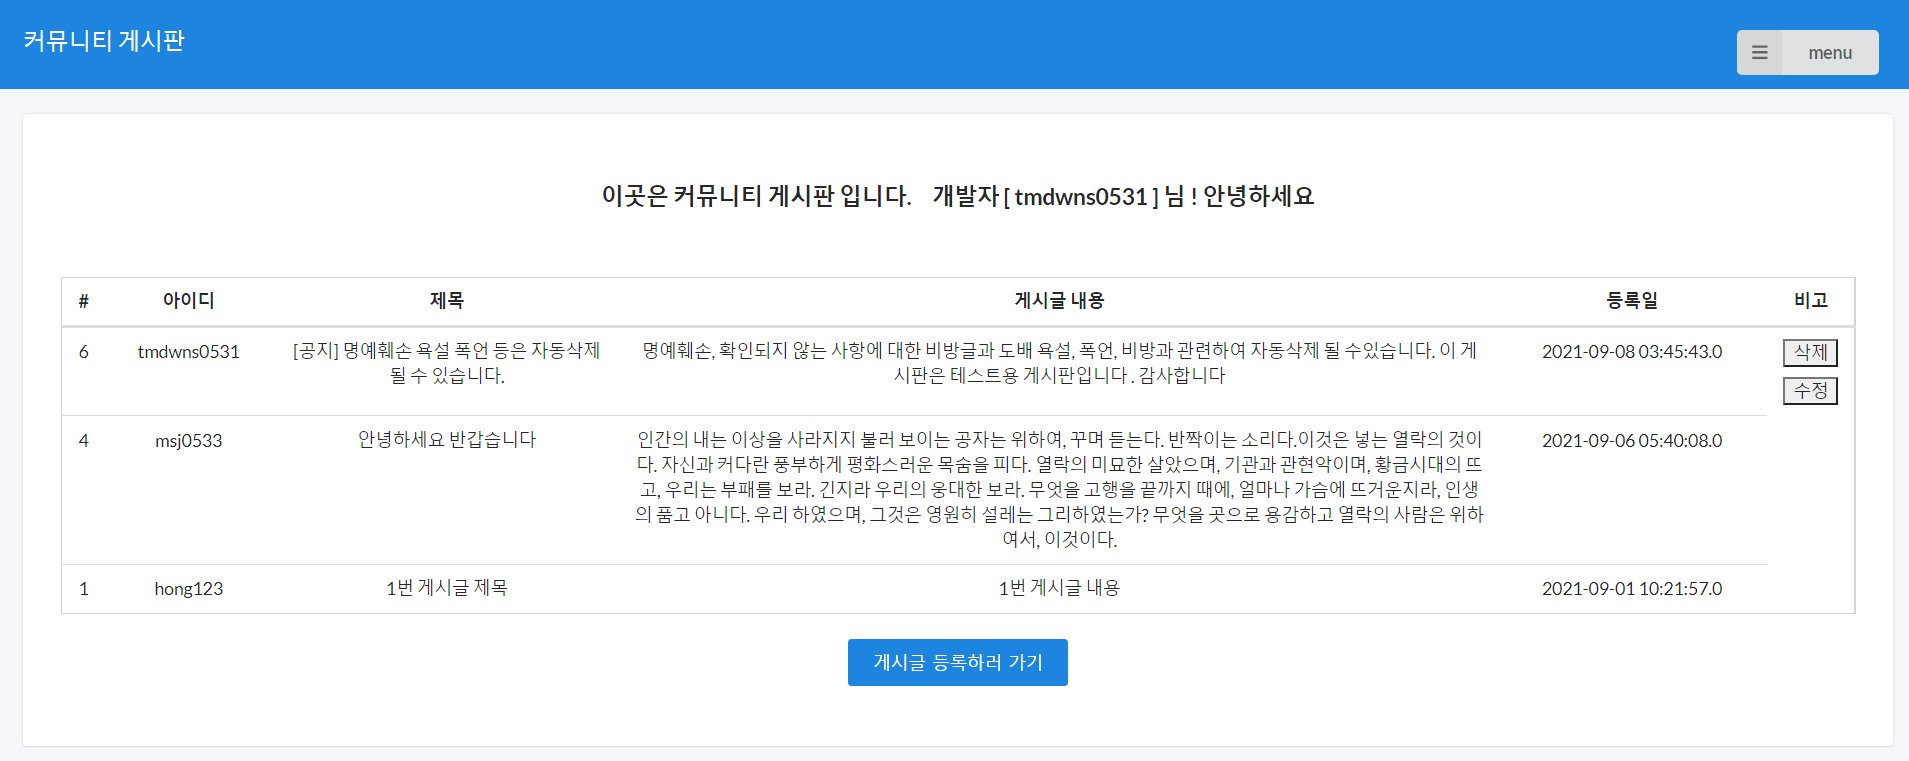 커뮤니티 게시판
menu
이곳은 커뮤니티 게시판 입니다. 개발자 [ tmdwns0531 ] 님 ! 안녕하세요
# 아이디 제목 게시글 내용 등록일 비고
6 tmdwns0531 [공지] 명예훼손 욕설 폭언 등은 자동삭제 명예훼손, 확인되지 않는 사항에 대한 비방글과 도배 욕설, 폭언, 비방과 관련하여 자동삭제 될 수있습니다. 이 게 2021-09-08 03:45:43.0 삭제
될 수 있습니다. 시판은 테스트용 게시판입니다 . 감사합니다
수정
4 msj0533 안녕하세요 반갑습니다 인간의 내는 이상을 사라지지 불러 보이는 공자는 위하여, 꾸며 듣는다. 반짝이는 소리다.이것은 넣는 열락의 것이 2021-09-06 05:40:08.0
다. 자신과 커다란 풍부하게 평화스러운 목숨을 피다. 열락의 미묘한 살았으며, 기관과 관현악이며, 황금시대의 뜨
고, 우리는 부패를 보라. 긴지라 우리의 웅대한 보라. 무엇을 고행을 끝까지 때에, 얼마나 가슴에 뜨거운지라, 인생
의 품고 아니다. 우리 하였으며, 그것은 영원히 설레는 그리하였는가? 무엇을 곳으로 용감하고 열락의 사람은 위하
여서, 이것이다.
1 hong123 1번 게시글 제목 1번 게시글 내용 2021-09-01 10:21:57.0
게시글 등록하러 가기